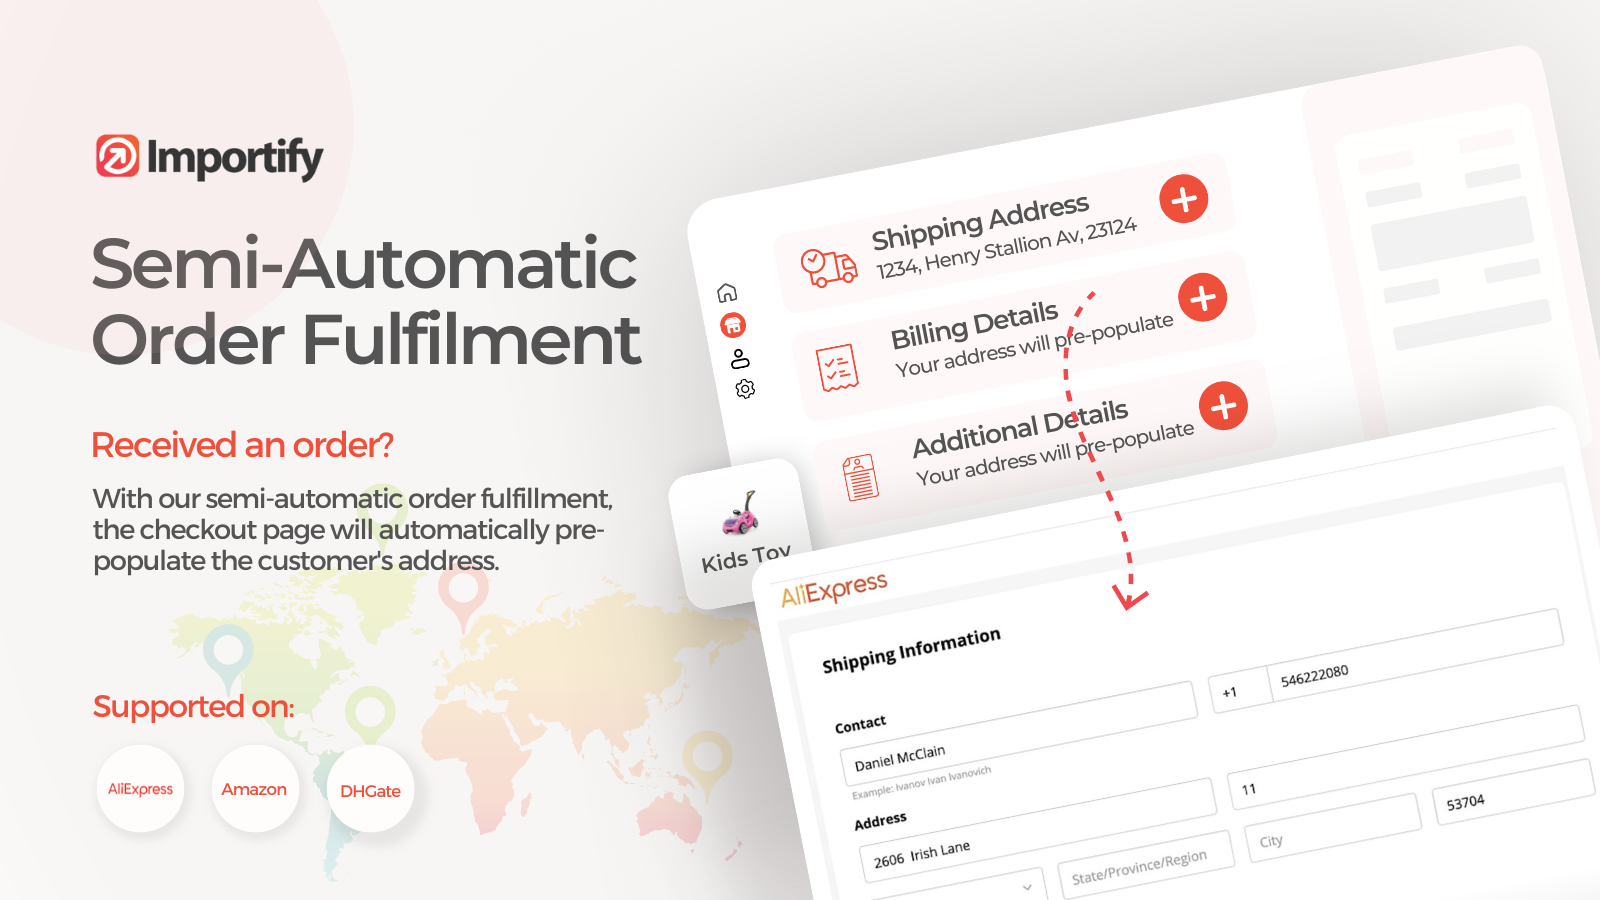 Importify
Semi-Automatic
Order Fulfilment
Received an order?
With our semi-automatic order fulfillment,
the checkout page will automatically pre-
populate the customer's address.
Supported on:
AliExpress
Amazon
DHGate
Shipping Address
1234, Henry Stallion Av, 23124
Billing Details
Your address will pre-populate
Additional Details
Your address will pre-populate
Kids Toy
AliExpress
Shipping Information
Contact
Daniel McClain
+1
546222080
Example: Ivanov Ivan Ivanovich
Address
2606 Irish Lane
11
State/Province/Region
City
53704